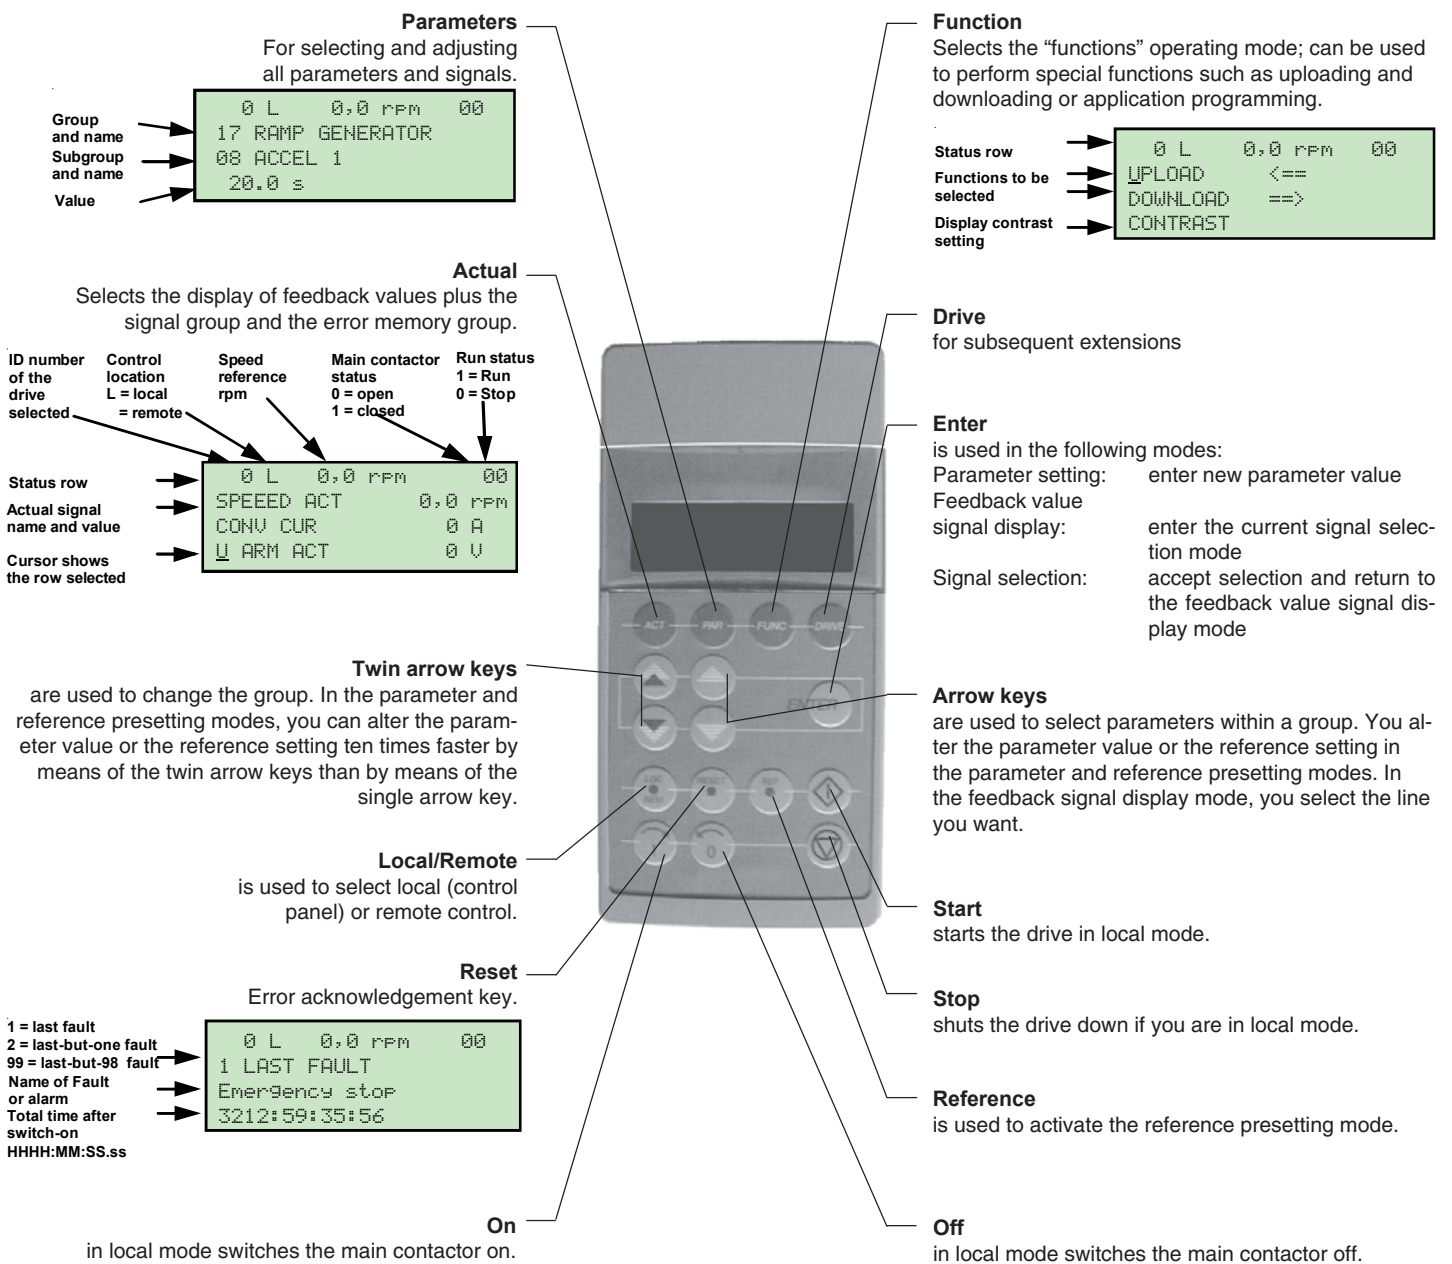 Parameters
For selecting and adjusting
all parameters and signals.
Group
and name
Subgroup
and name
Value
0 L 0,0 rpm 00
17 RAMP GENERATOR
08 ACCEL 1
20.0 s
Actual
Selects the display of feedback values plus the
signal group and the error memory group.
ID number
of the
drive
selected
Control
location
L = local
= remote
Speed
reference
rpm
Main contactor
status
0 = open
1 = closed
Run status
1 = Run
0 = Stop
Status row
Actual signal
name and value
Cursor shows
the row selected
0 L 0,0 rpm 00
SPEEED ACT 0,0 rpm
CONV CUR 0 A
U ARM ACT 0 V
Twin arrow keys
are used to change the group. In the parameter and
reference presetting modes, you can alter the param-
eter value or the reference setting ten times faster by
means of the twin arrow keys than by means of the
single arrow key.
Local/Remote
is used to select local (control
panel) or remote control.
Reset
Error acknowledgement key.
1 = last fault
2 = last-but-one fault
99 = last-but-98 fault
Name of Fault
or alarm
Total time after
switch-on
HHHH:MM:SS.ss
0 L 0,0 rpm 00
1 LAST FAULT
Emergency stop
3212:59:35:56
On
in local mode switches the main contactor on.
ACT PAR FUNC DRIVE
ENTER
LOC
REM
RESET
REF
I
0
Function
Selects the “functions” operating mode; can be used
to perform special functions such as uploading and
downloading or application programming.
Status row
Functions to be
selected
Display contrast
setting
0 L 0,0 rpm 00
UPLOAD <==
DOWNLOAD ==>
CONTRAST
Drive
for subsequent extensions
Enter
is used in the following modes:
Parameter setting: enter new parameter value
Feedback value
signal display: enter the current signal selec-
tion mode
Signal selection: accept selection and return to
the feedback value signal dis-
play mode
Arrow keys
are used to select parameters within a group. You al-
ter the parameter value or the reference setting in
the parameter and reference presetting modes. In
the feedback signal display mode, you select the line
you want.
Start
starts the drive in local mode.
Stop
shuts the drive down if you are in local mode.
Reference
is used to activate the reference presetting mode.
Off
in local mode switches the main contactor off.